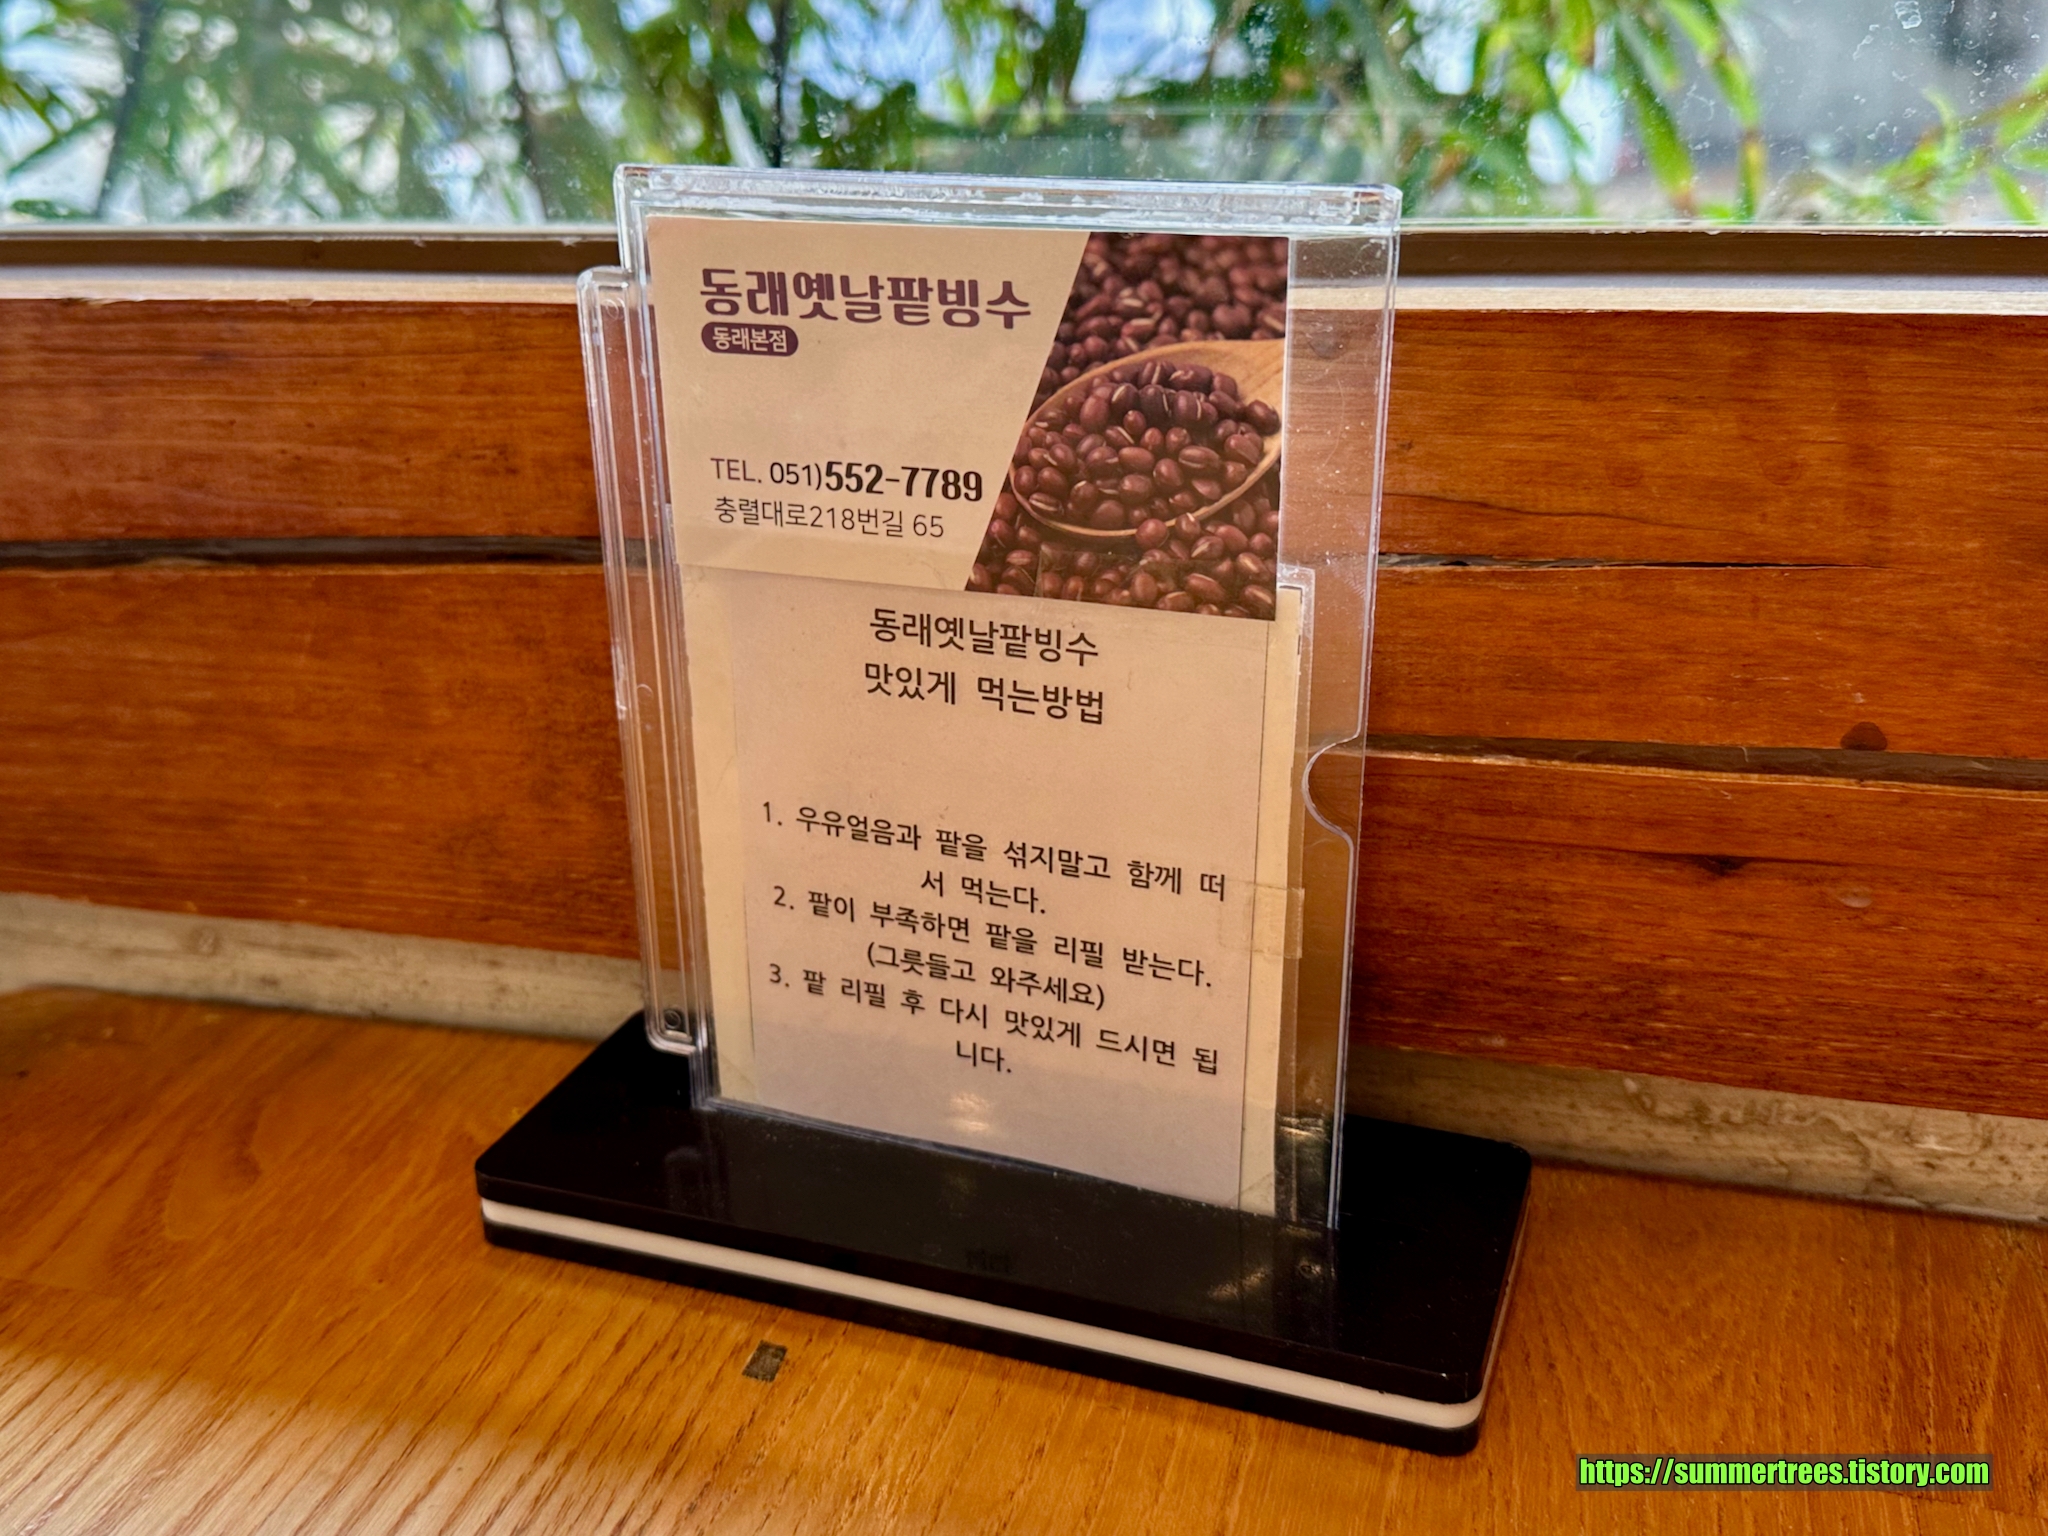 동래옛날팥빙수
동래본점
TEL. 051)552-7789
충렬대로218번길 65
동래옛날팥빙수
맛있게 먹는방법
1. 우유얼음과 팥을 섞지말고 함께 떠
서 먹는다.
2. 팥이 부족하면 팥을 리필 받는다.
(그릇들고 와주세요)
3. 팥 리필 후 다시 맛있게 드시면 됩
니다.
https://summertrees.tistory.com